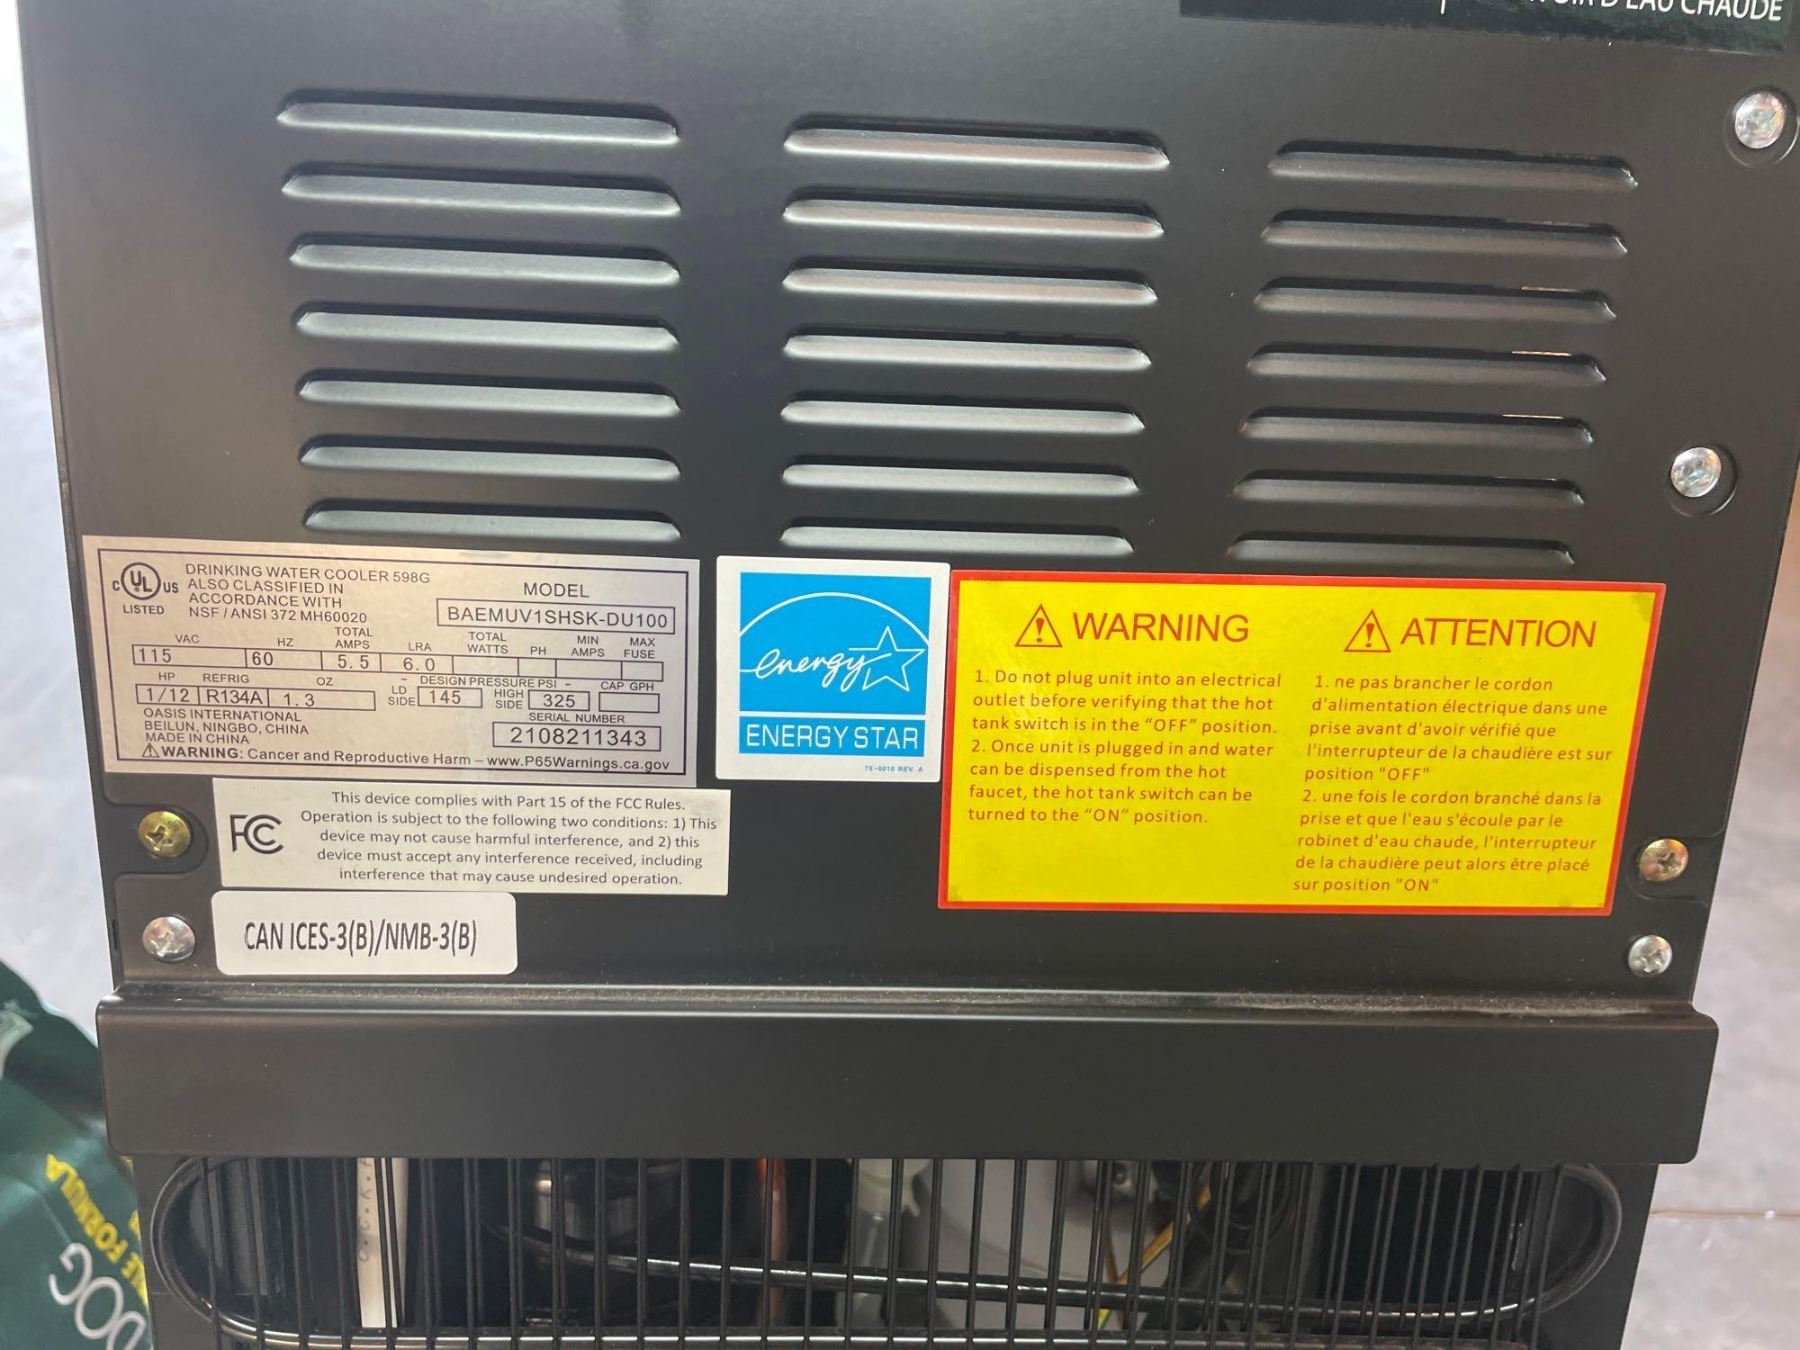 D'EAU CHAUDE
C UL US
LISTED
DRINKING WATER COOLER 598G
ALSO CLASSIFIED IN
ACCORDANCE WITH
NSF / ANSI 372 MH60020
MODEL
BAEMUV1SHSK-DU100
VAC HZ TOTAL AMPS LRA TOTAL WATTS PH MIN AMPS MAX FUSE
115 60 5.5 6.0
HP REFRIG OZ - DESIGN PRESSURE PSI - CAP GPH
1/12 R134A 1.3 LD SIDE 145 HIGH SIDE 325
OASIS INTERNATIONAL
BEILUN, NINGBO, CHINA
MADE IN CHINA
SERIAL NUMBER
2108211343
WARNING: Cancer and Reproductive Harm – www.P65Warnings.ca.gov
energy
ENERGY STAR
75-0010 REV A
WARNING
1. Do not plug unit into an electrical
outlet before verifying that the hot
tank switch is in the “OFF” position.
2. Once unit is plugged in and water
can be dispensed from the hot
faucet, the hot tank switch can be
turned to the “ON” position.
ATTENTION
1. ne pas brancher le cordon
d'alimentation électrique dans une
prise avant d'avoir vérifié que
l'interrupteur de la chaudière est sur
position "OFF"
2. une fois le cordon branché dans la
prise et que l'eau s'écoule par le
robinet d'eau chaude, l'interrupteur
de la chaudière peut alors être placé
sur position "ON"
FC
This device complies with Part 15 of the FCC Rules.
Operation is subject to the following two conditions: 1) This
device may not cause harmful interference, and 2) this
device must accept any interference received, including
interference that may cause undesired operation.
CAN ICES-3(B)/NMB-3(B)
FORMULA
DOG